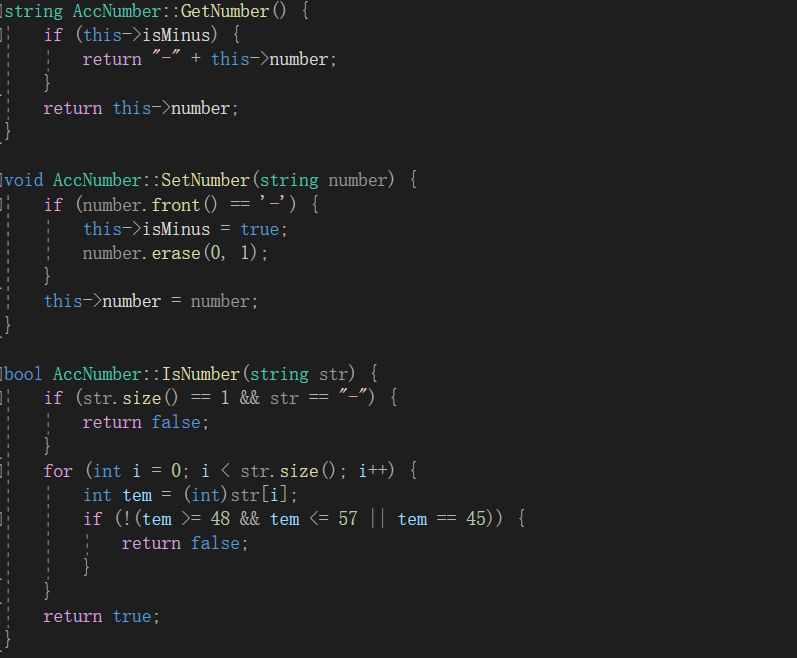 string AccNumber::GetNumber() {
    if (this->isMinus) {
        return "-" + this->number;
    }
    return this->number;
}

void AccNumber::SetNumber(string number) {
    if (number.front() == '-') {
        this->isMinus = true;
        number.erase(0, 1);
    }
    this->number = number;
}

bool AccNumber::IsNumber(string str) {
    if (str.size() == 1 && str == "-") {
        return false;
    }
    for (int i = 0; i < str.size(); i++) {
        int tem = (int)str[i];
        if (!(tem >= 48 && tem <= 57 || tem == 45)) {
            return false;
        }
    }
    return true;
}